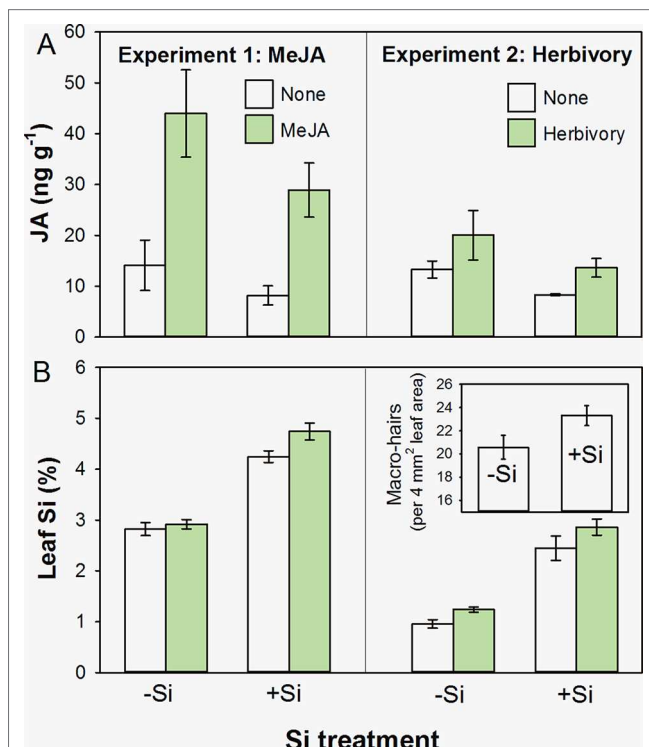 A
Experiment 1: MeJA
Experiment 2: Herbivory
None
MeJA
None
Herbivory
JA (ng g⁻¹)
60
50
40
30
20
10
0
B
Leaf Si (%)
6
5
4
3
2
1
0
Macro-hairs
(per 4 mm² leaf area)
26
24
22
20
18
16
-Si
+Si
-Si
+Si
-Si
+Si
Si treatment